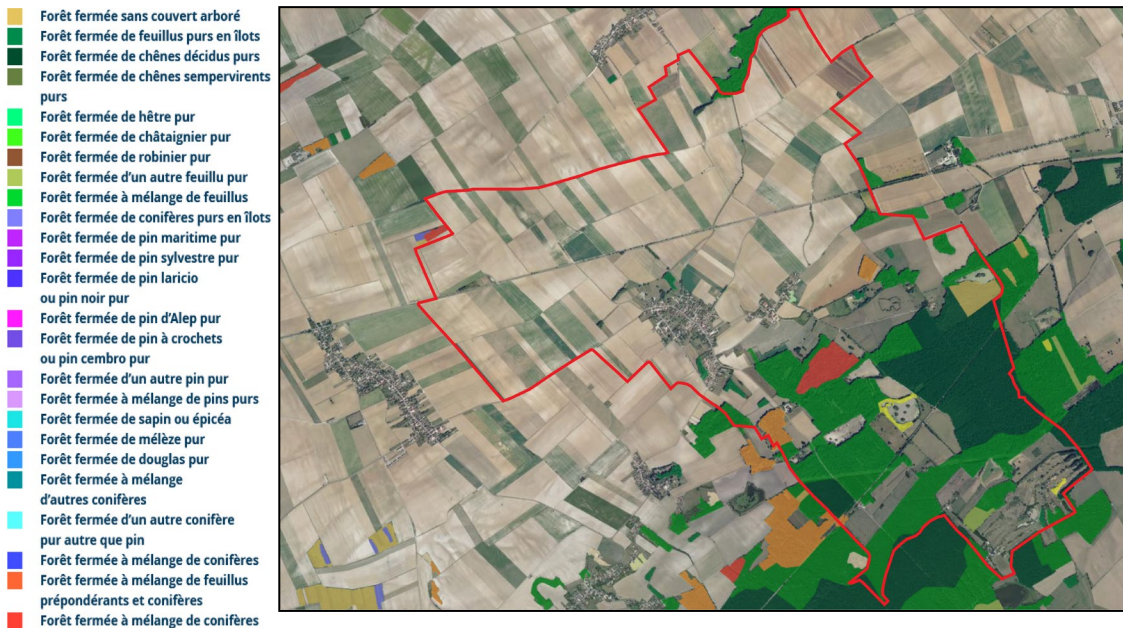 Forêt fermée sans couvert arboré
Forêt fermée de feuillus purs en îlots
Forêt fermée de chênes décidus purs
Forêt fermée de chênes sempervirents
purs
Forêt fermée de hêtre pur
Forêt fermée de châtaignier pur
Forêt fermée de robinier pur
Forêt fermée d'un autre feuillu pur
Forêt fermée à mélange de feuillus
Forêt fermée de conifères purs en îlots
Forêt fermée de pin maritime pur
Forêt fermée de pin sylvestre pur
Forêt fermée de pin laricio
ou pin noir pur
Forêt fermée de pin d'Alep pur
Forêt fermée de pin à crochets
ou pin cembro pur
Forêt fermée d'un autre pin pur
Forêt fermée à mélange de pins purs
Forêt fermée de sapin ou épicéa
Forêt fermée de mélèze pur
Forêt fermée de douglas pur
Forêt fermée à mélange
d'autres conifères
Forêt fermée d'un autre conifère
pur autre que pin
Forêt fermée à mélange de conifères
Forêt fermée à mélange de feuillus
prépondérants et conifères
Forêt fermée à mélange de conifères